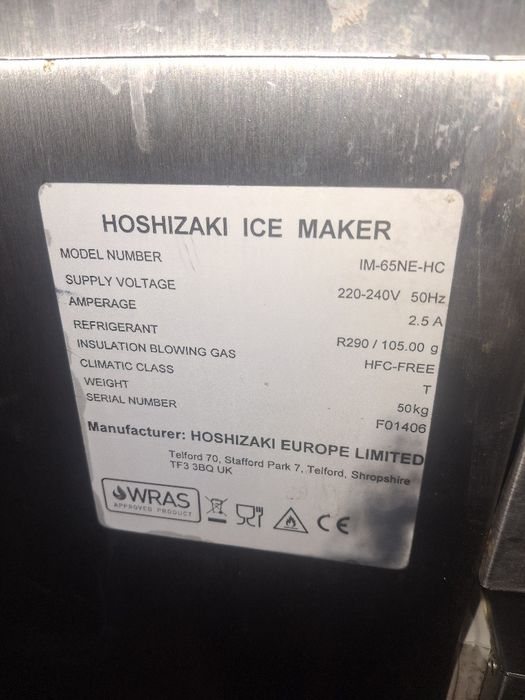 HOSHIZAKI ICE MAKER
MODEL NUMBER IM-65NE-HC
SUPPLY VOLTAGE 220-240V 50Hz
AMPERAGE 2.5 A
REFRIGERANT R290 / 105.00 g
INSULATION BLOWING GAS HFC-FREE
CLIMATIC CLASS T
WEIGHT 50kg
SERIAL NUMBER F01406
Manufacturer: HOSHIZAKI EUROPE LIMITED
Telford 70, Stafford Park 7, Telford, Shropshire
TF3 3BQ UK
WRAS
APPROVED PRODUCT
CE